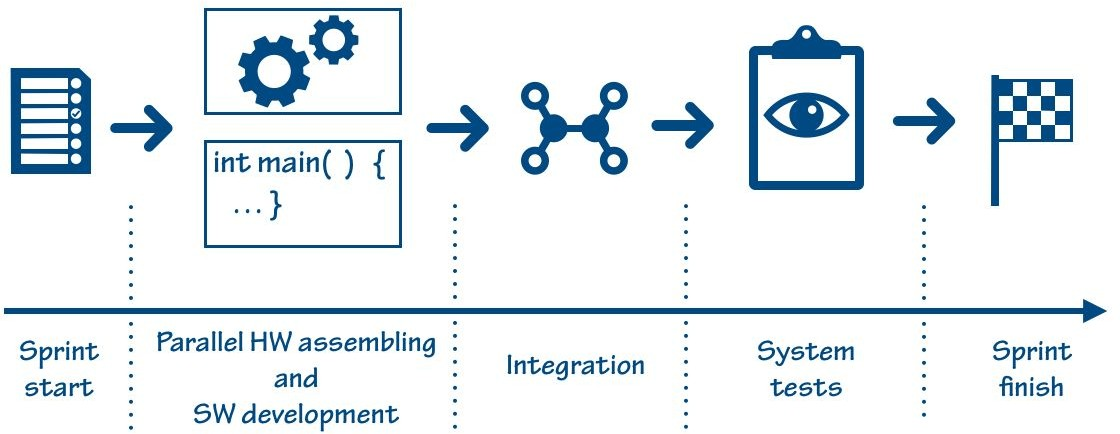 int main( ) {
... }
Sprint
start
Parallel HW assembling
and
SW development
Integration
System
tests
Sprint
finish